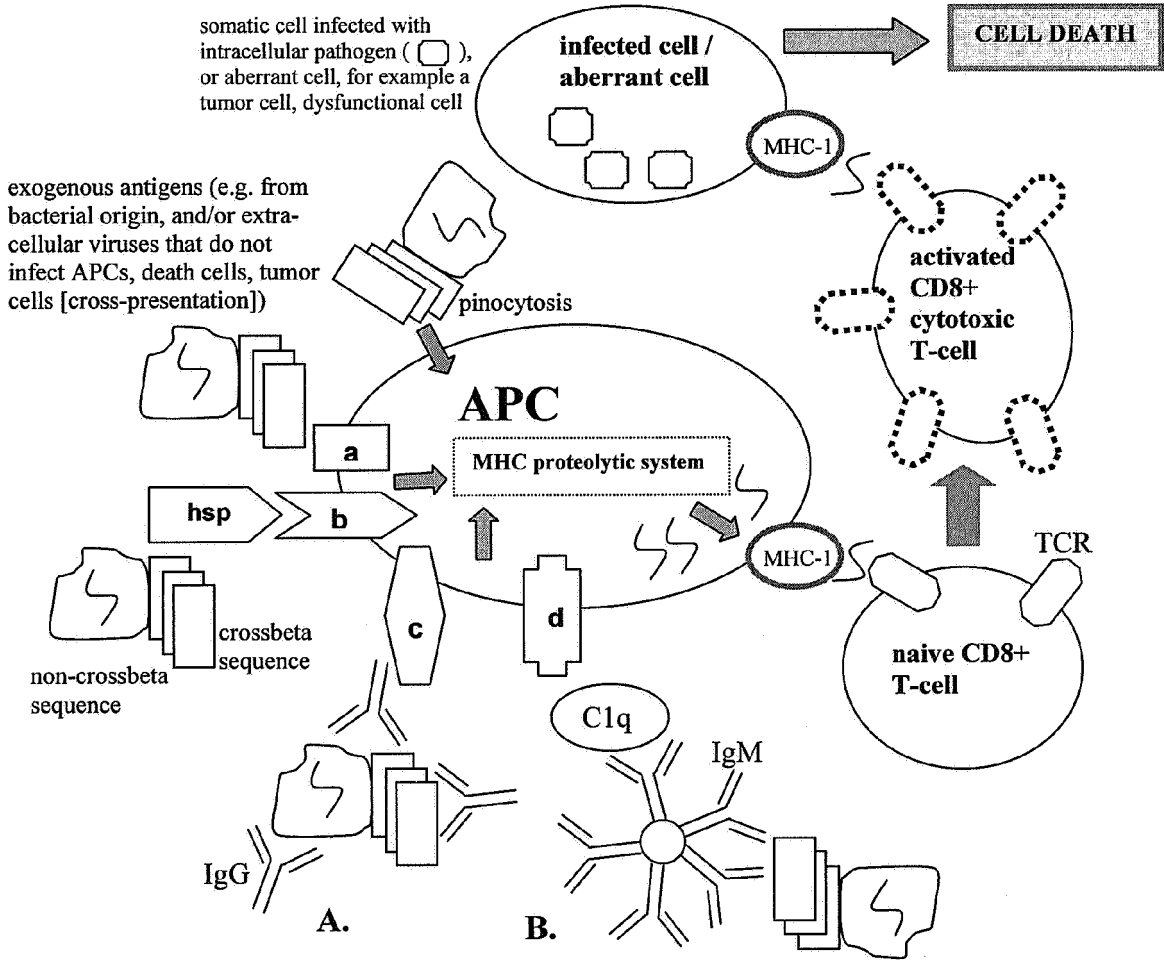 somatic cell infected with
intracellular pathogen ( ),
or aberrant cell, for example a
tumor cell, dysfunctional cell
infected cell /
aberrant cell
CELL DEATH
MHC-1
exogenous antigens (e.g. from
bacterial origin, and/or extra-
cellular viruses that do not
infect APCs, death cells, tumor
cells [cross-presentation])
pinocytosis
activated
CD8+
cytotoxic
T-cell
APC
MHC proteolytic system
a
hsp
b
c
d
MHC-1
TCR
naive CD8+
T-cell
crossbeta
sequence
non-crossbeta
sequence
C1q
IgM
IgG
A.
B.